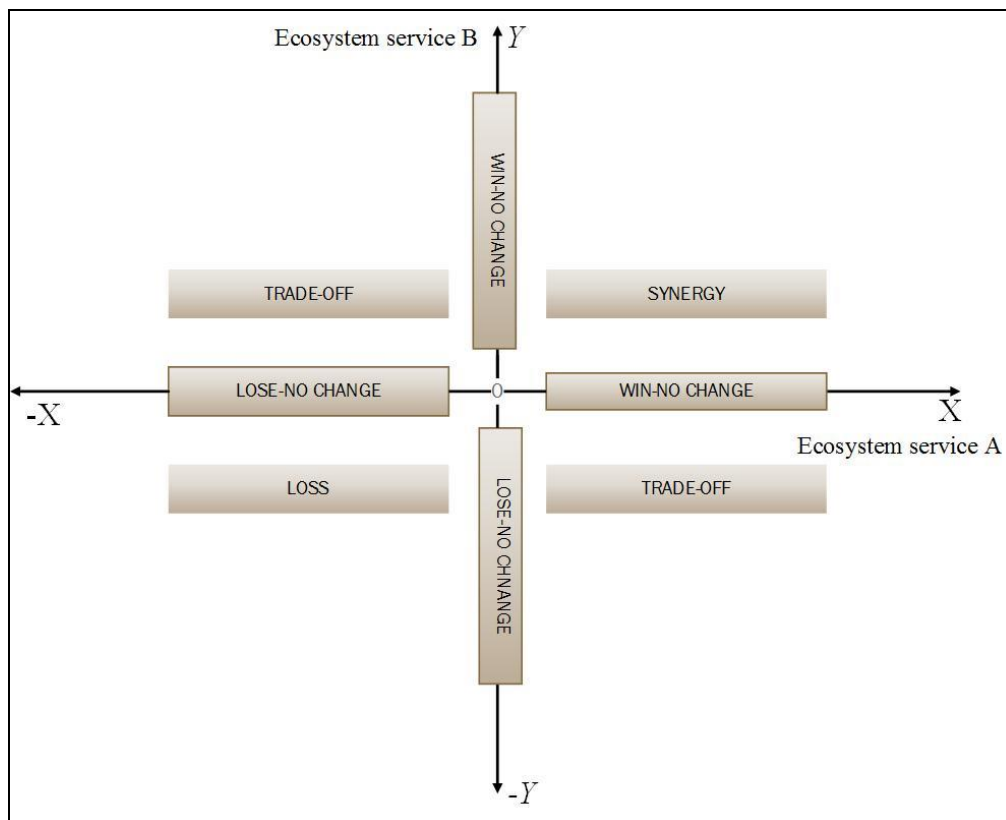 Ecosystem service B
Y
WIN-NO CHANGE
TRADE-OFF
SYNERGY
LOSE-NO CHANGE
0
WIN-NO CHANGE
-X
X
Ecosystem service A
LOSS
LOSE-NO CHNANGE
TRADE-OFF
-Y